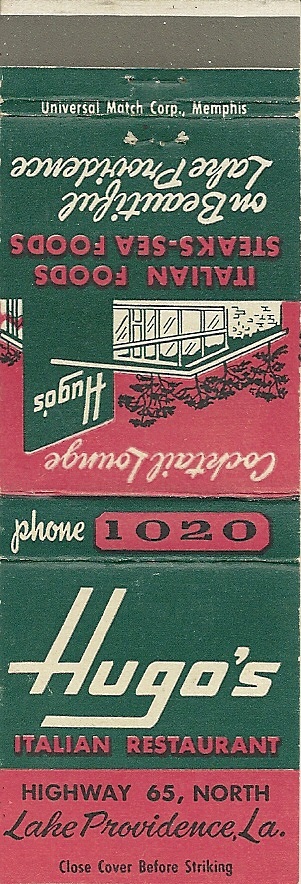 Universal Match Corp., Memphis
Cocktail Lounge
Hugo's
ITALIAN FOODS
STEAKS-SEA FOODS
on Beautiful
Lake Providence
phone 1020
Hugo's
ITALIAN RESTAURANT
HIGHWAY 65, NORTH
Lake Providence, La.
Close Cover Before Striking